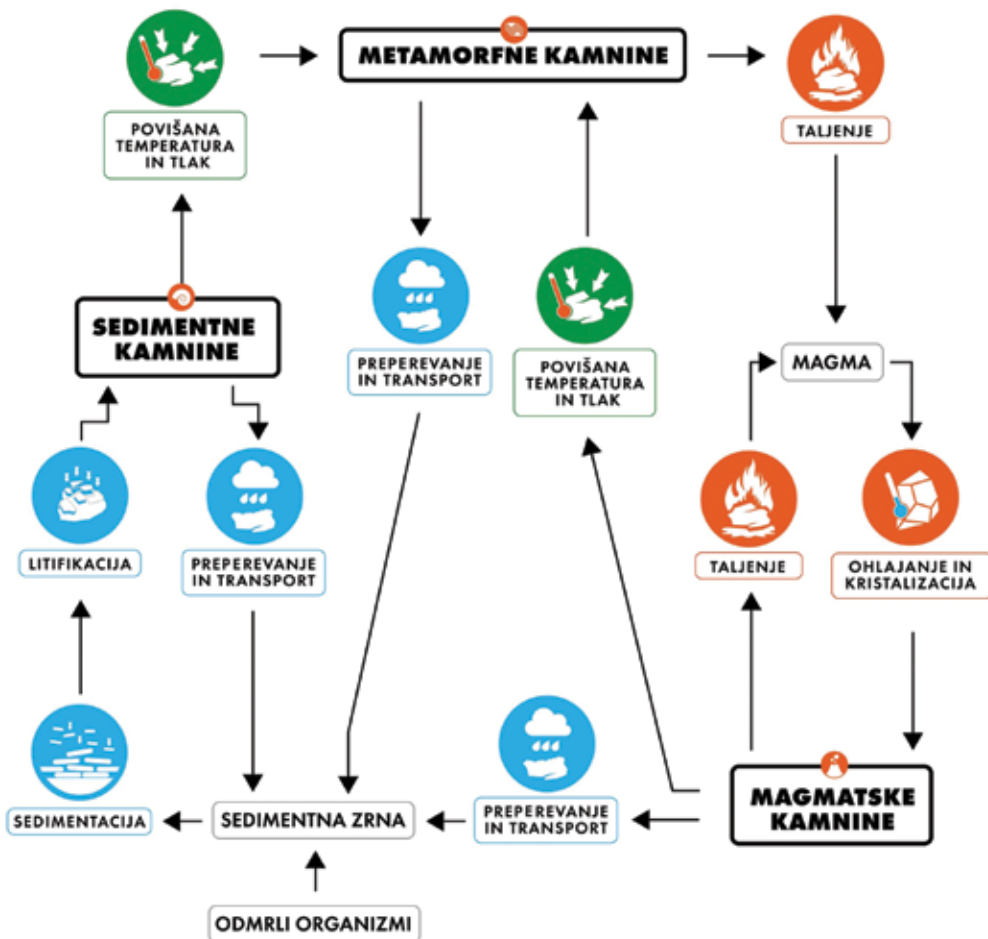 METAMORFNE KAMNINE
POVIŠANA
TEMPERATURA
IN TLAK
TALJENJE
SEDIMENTNE
KAMNINE
PREPEREVANJE
IN TRANSPORT
POVIŠANA
TEMPERATURA
IN TLAK
MAGMA
LITIFIKACIJA
PREPEREVANJE
IN TRANSPORT
TALJENJE
OHLAJANJE IN
KRISTALIZACIJA
SEDIMENTACIJA
SEDIMENTNA ZRNA
PREPEREVANJE
IN TRANSPORT
MAGMATSKE
KAMNINE
ODMRLI ORGANIZMI